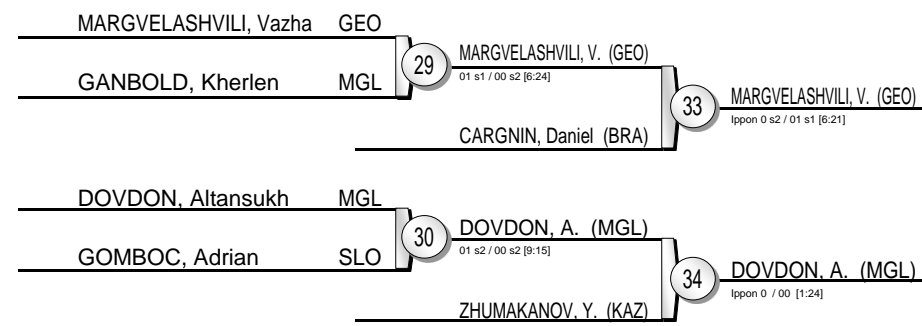 MARGVELASHVILI, Vazha GEO
29
MARGVELASHVILI, V. (GEO)
01 s1 / 00 s2 [6:24]
GANBOLD, Kherlen MGL
33
MARGVELASHVILI, V. (GEO)
Ippon 0 s2 / 01 s1 [6:21]
CARGNIN, Daniel (BRA)
DOVDON, Altansukh MGL
30
DOVDON, A. (MGL)
01 s2 / 00 s2 [9:15]
GOMBOC, Adrian SLO
34
DOVDON, A. (MGL)
Ippon 0 / 00 [1:24]
ZHUMAKANOV, Y. (KAZ)